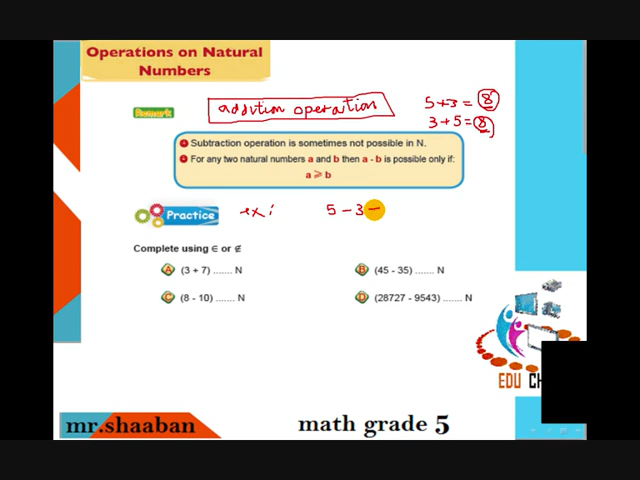 Operations on Natural
Numbers
Remark
addition operation
5+3 = 8
3+5 = 8
Subtraction operation is sometimes not possible in N.
For any two natural numbers a and b then a - b is possible only if:
a ⩾ b
Practice
ex:
5 - 3 =
Complete using ∈ or ∉
A (3 + 7) ....... N
B (45 - 35) ...... N
C (8 - 10) ...... N
D (28727 - 9543) ...... N
EDU CH
mr.shaaban
math grade 5